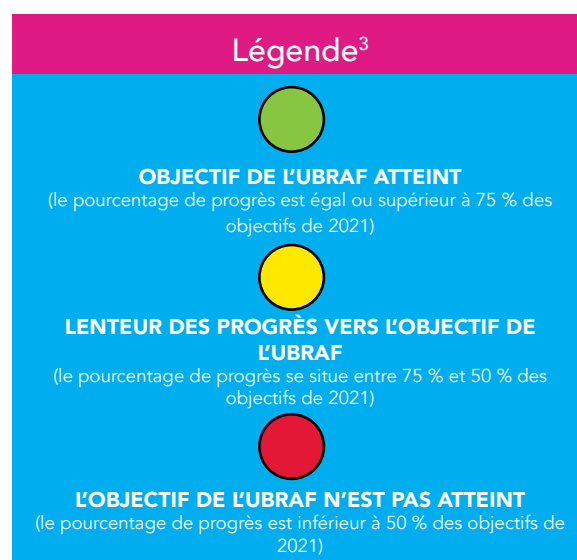 Légende³
OBJECTIF DE L'UBRAF ATTEINT
(le pourcentage de progrès est égal ou supérieur à 75 % des
objectifs de 2021)
LENTEUR DES PROGRÈS VERS L'OBJECTIF DE
L'UBRAF
(le pourcentage de progrès se situe entre 75 % et 50 % des
objectifs de 2021)
L'OBJECTIF DE L'UBRAF N'EST PAS ATTEINT
(le pourcentage de progrès est inférieur à 50 % des objectifs de
2021)